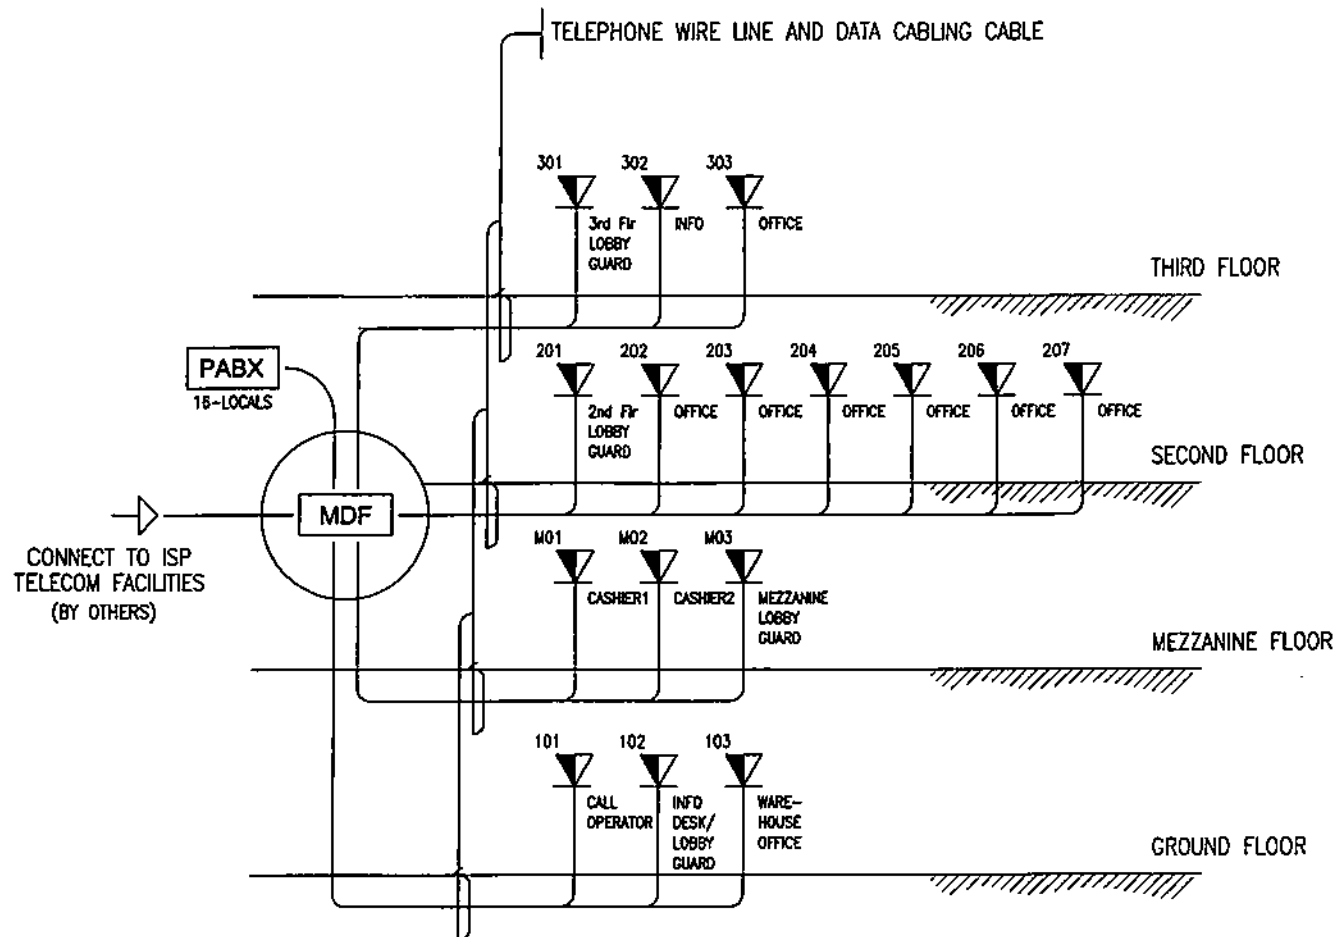 TELEPHONE WIRE LINE AND DATA CABLING CABLE
301
302
303
3rd Flr
LOBBY
GUARD
INFO
OFFICE
THIRD FLOOR
PABX
16-LOCALS
201
202
203
204
205
206
207
2nd Flr
LOBBY
GUARD
OFFICE
OFFICE
OFFICE
OFFICE
OFFICE
OFFICE
SECOND FLOOR
MDF
CONNECT TO ISP
TELECOM FACILITIES
(BY OTHERS)
M01
M02
M03
CASHIER1
CASHIER2
MEZZANINE
LOBBY
GUARD
MEZZANINE FLOOR
101
102
103
CALL
OPERATOR
INFO
DESK/
LOBBY
GUARD
WARE-
HOUSE
OFFICE
GROUND FLOOR